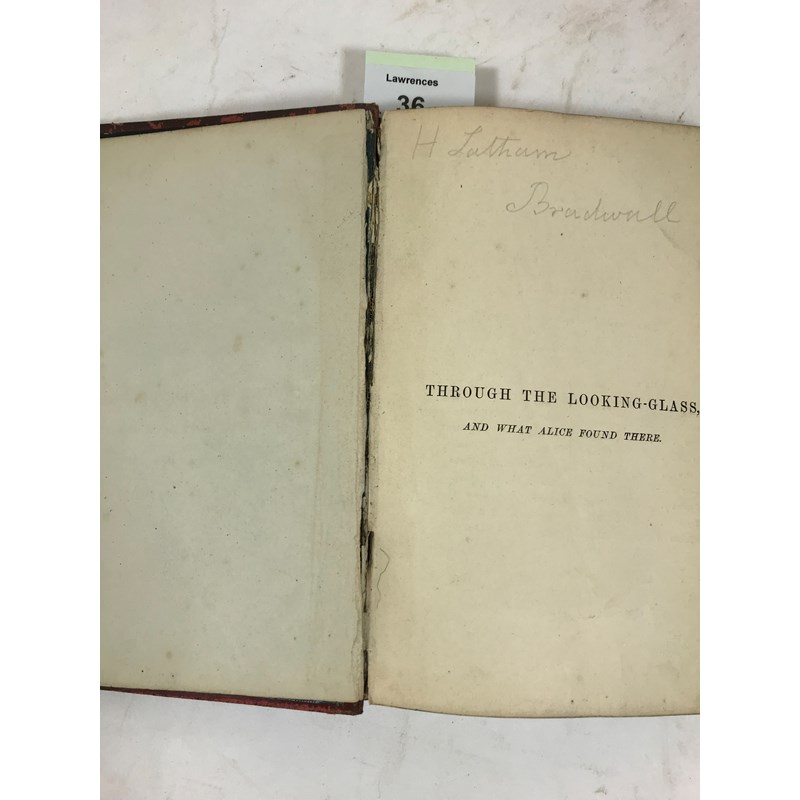 Lawrences
36
H Latham
Bradwall
THROUGH THE LOOKING-GLASS,
AND WHAT ALICE FOUND THERE.